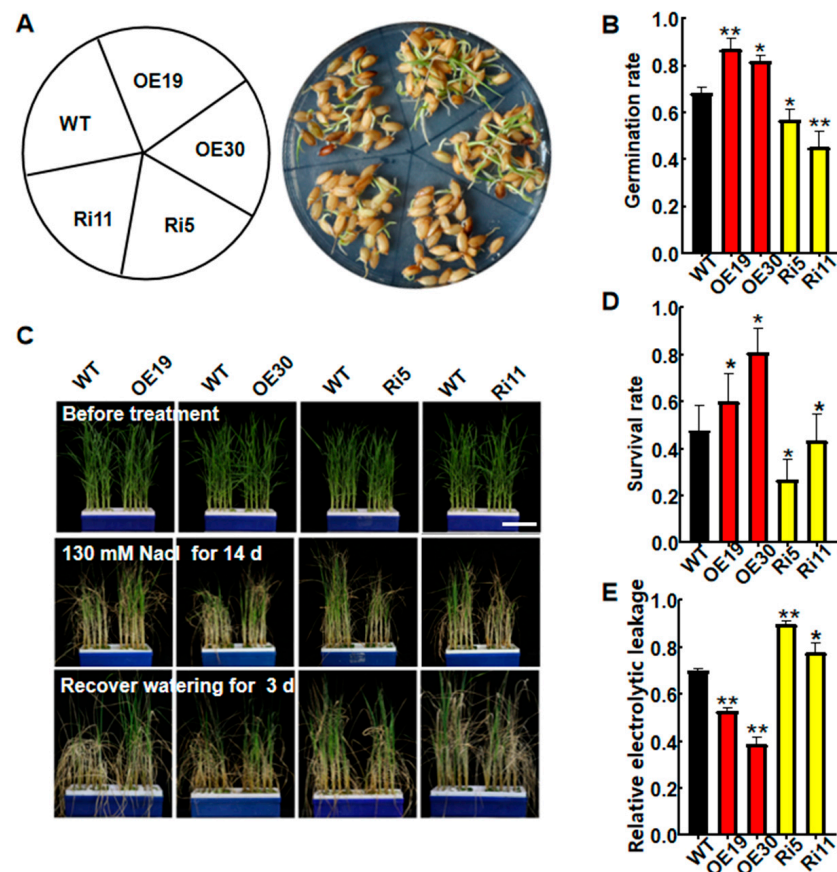 A
WT
OE19
OE30
Ri11
Ri5
B
Germination rate
1.0
0.8
0.6
0.4
0.2
0.0
** * * **
WT OE19 OE30 Ri5 Ri11
C
WT OE19 WT OE30 WT Ri5 WT Ri11
Before treatment
130 mM Nacl for 14 d
Recover watering for 3 d
D
Survival rate
1.0
0.8
0.6
0.4
0.2
0.0
* * * *
WT OE19 OE30 Ri5 Ri11
E
Relative electrolytic leakage
1.0
0.8
0.6
0.4
0.2
0.0
** ** ** *
WT OE19 OE30 Ri5 Ri11